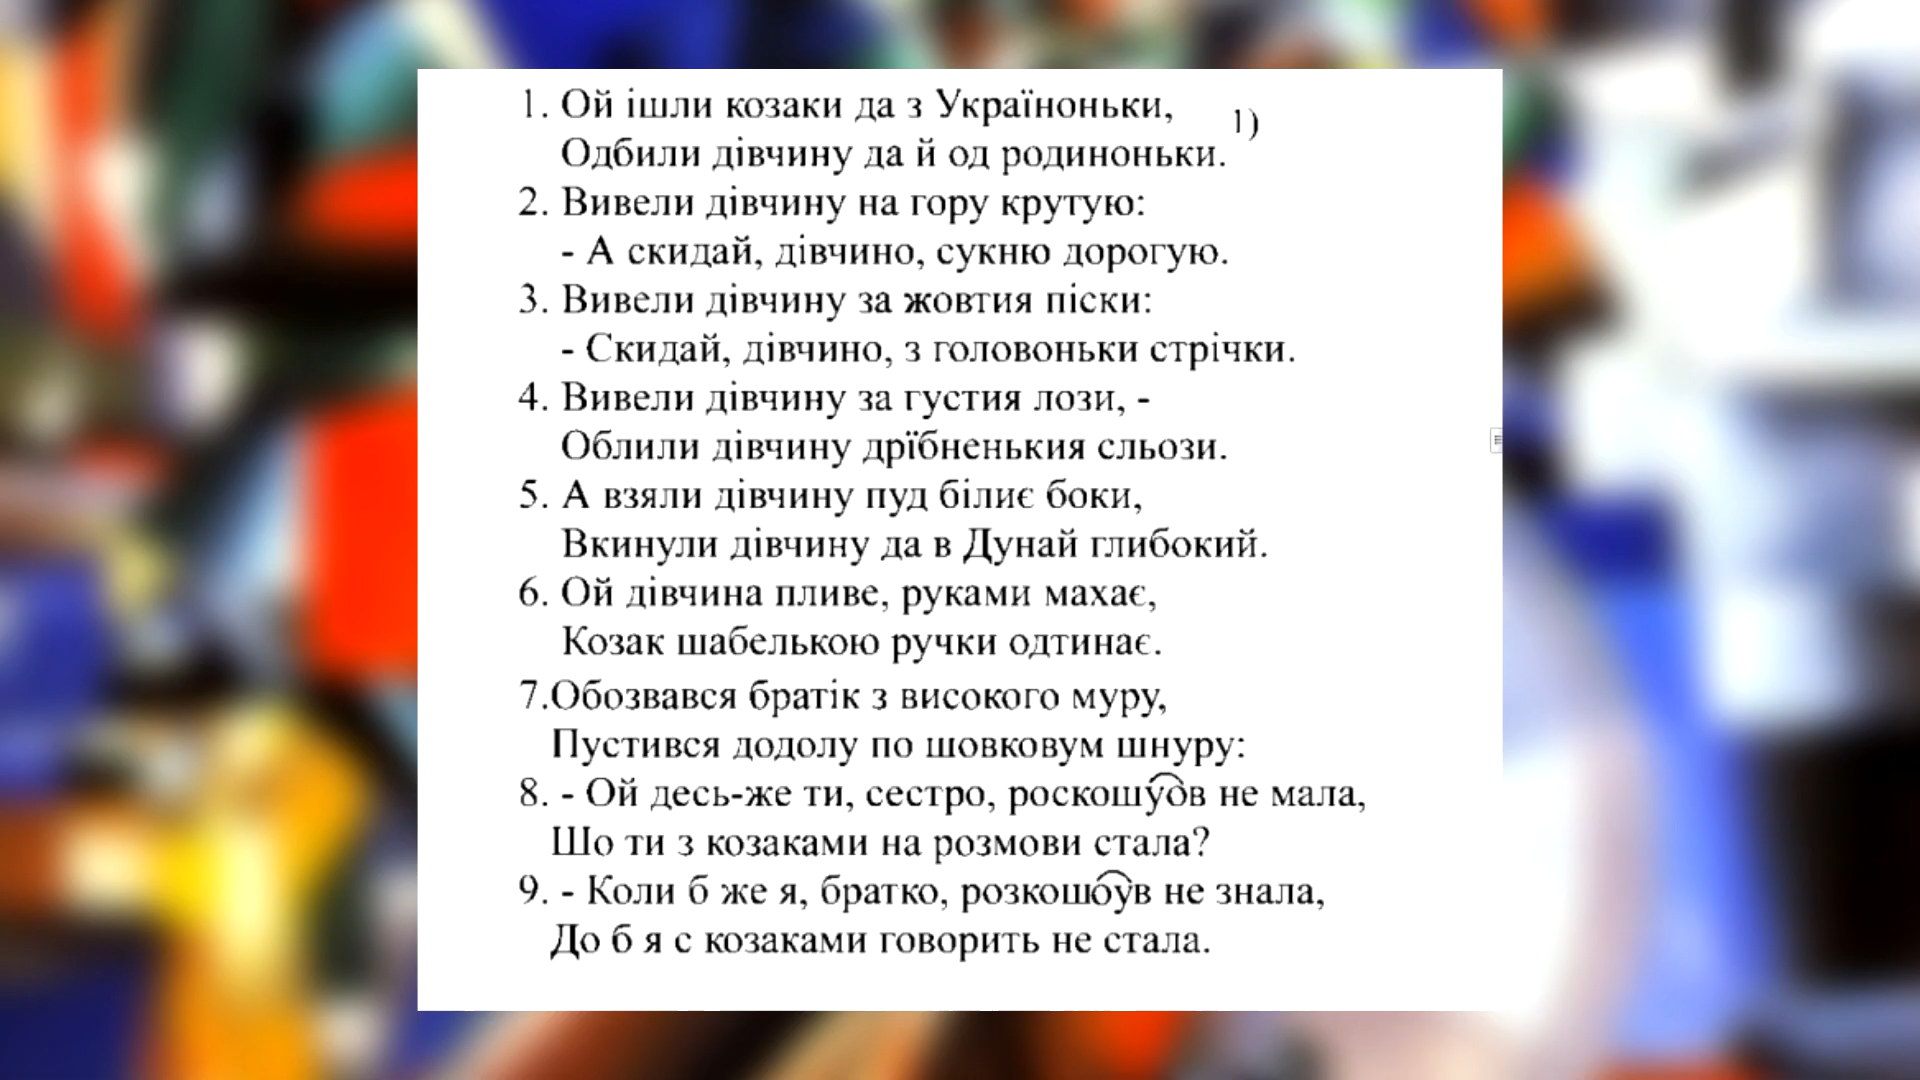 1. Ой ішли козаки да з Україноньки,
1)
Одбили дівчину да й од родиноньки.
2. Вивели дівчину на гору крутую:
- А скидай, дівчино, сукню дорогую.
3. Вивели дівчину за жовтия піски:
- Скидай, дівчино, з головоньки стрічки.
4. Вивели дівчину за густия лози, -
Облили дівчину дрїбненькия сльози.
5. А взяли дівчину пуд білиє боки,
Вкинули дівчину да в Дунай глибокий.
6. Ой дівчина пливе, руками махає,
Козак шабелькою ручки одтинає.
7.Обозвався братік з високого муру,
Пустився додолу по шовковум шнуру:
8. - Ой десь-же ти, сестро, роскошу͡ов не мала,
Шо ти з козаками на розмови стала?
9. - Коли б же я, братко, розкошо͡ув не знала,
До б я с козаками говорить не стала.